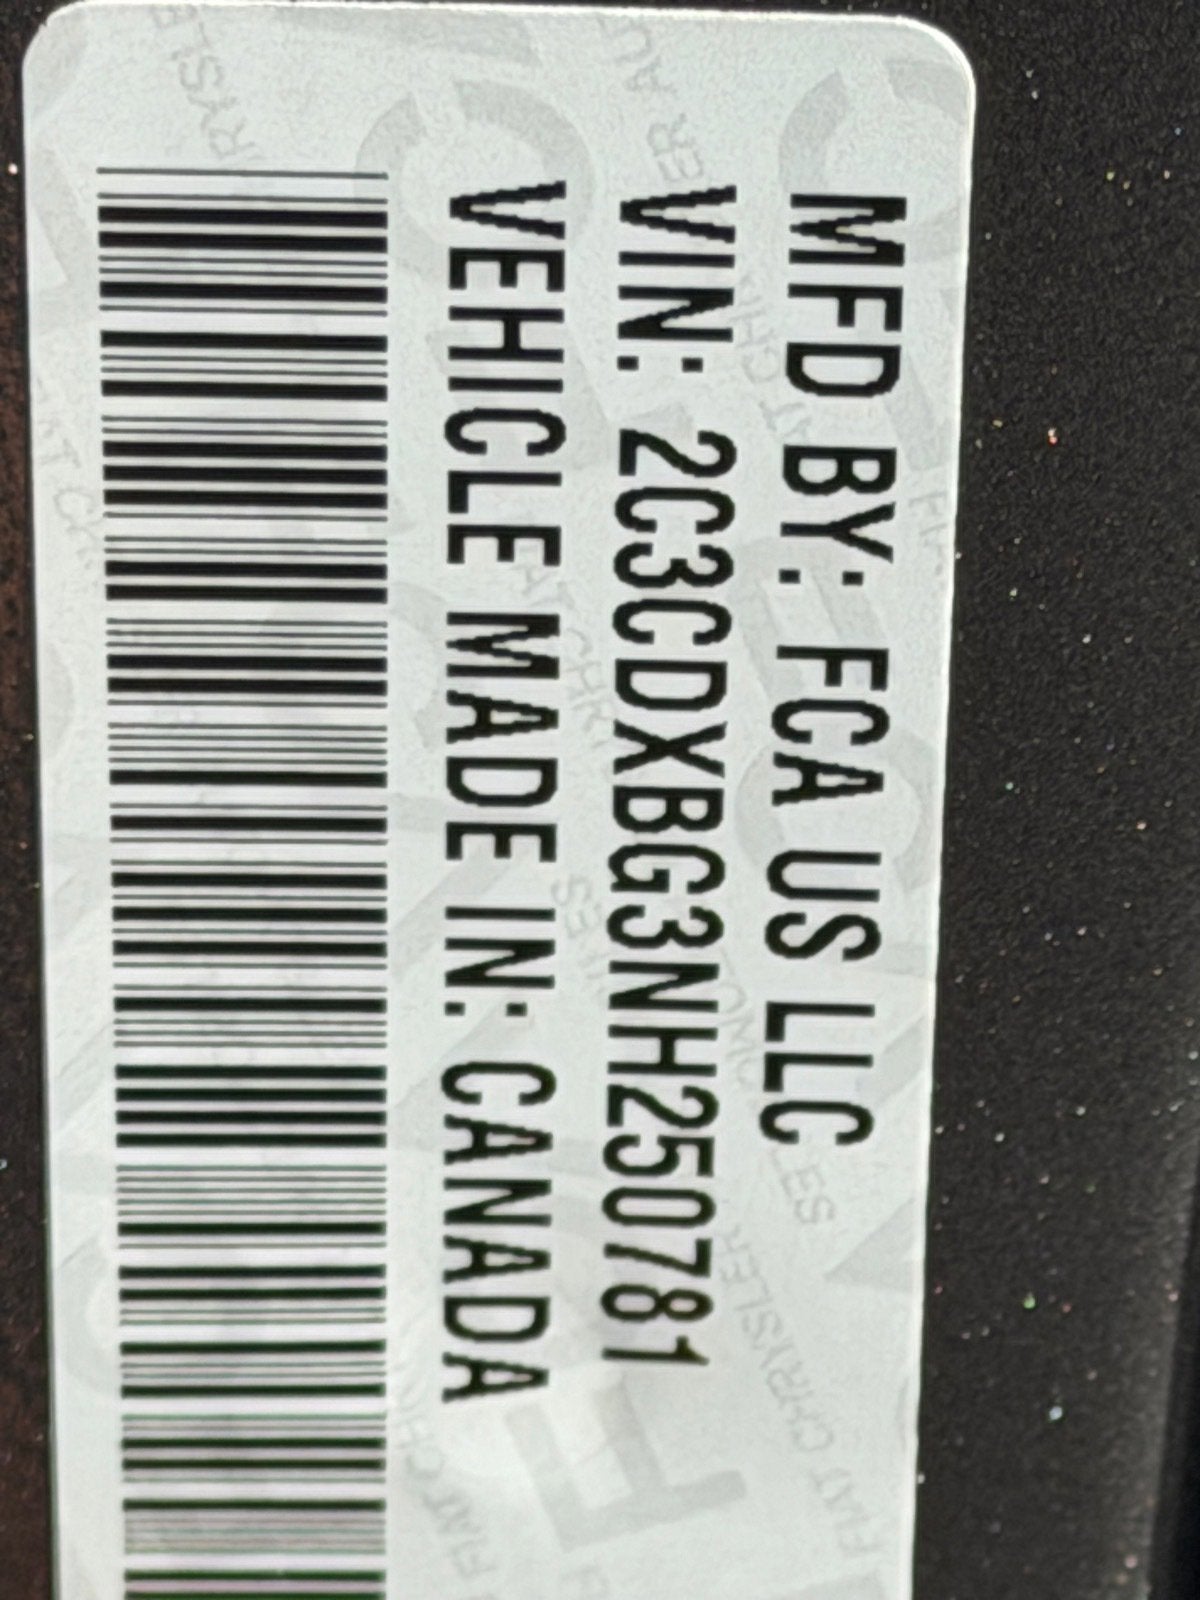 MFD BY: FCA US LLC
VIN: 2C3CDXBG3NH250781
VEHICLE MADE IN: CANADA